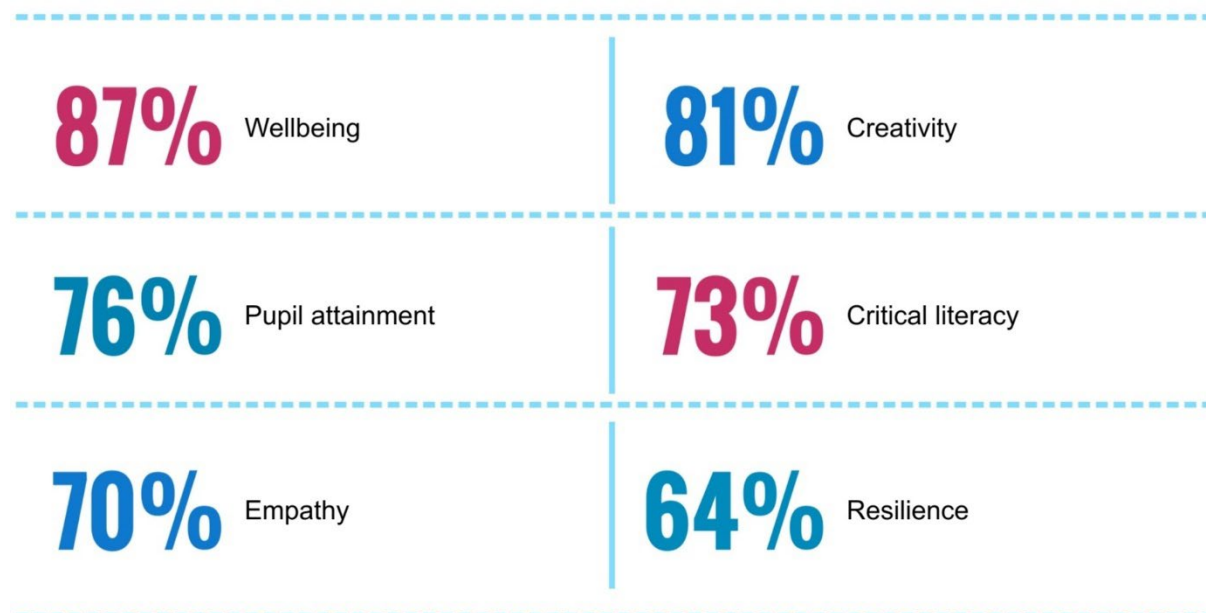 87% Wellbeing
81% Creativity
76% Pupil attainment
73% Critical literacy
70% Empathy
64% Resilience